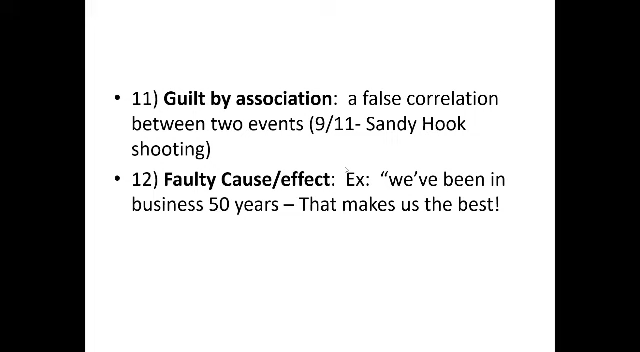 • 11) Guilt by association:  a false correlation
between two events (9/11- Sandy Hook
shooting)
• 12) Faulty Cause/effect:  Ex:  “we’ve been in
business 50 years – That makes us the best!